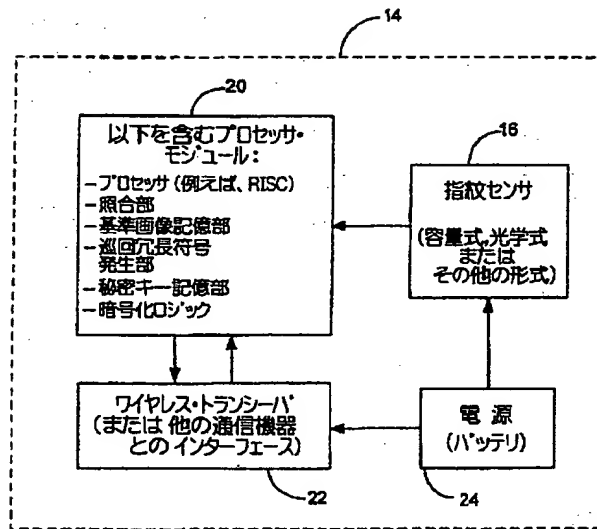 14
20
以下を含むプロセッサ・
モジュール:
-プロセッサ(例えば、RISC)
-照合部
-基準画像記憶部
-巡回冗長符号
発生部
-秘密キー記憶部
-暗号化ロジック
16
指紋センサ
(容量式,光学式
または
その他の形式)
ワイヤレス・トランシーバ
(または他の通信機器
とのインターフェース)
22
電源
(バッテリ)
24